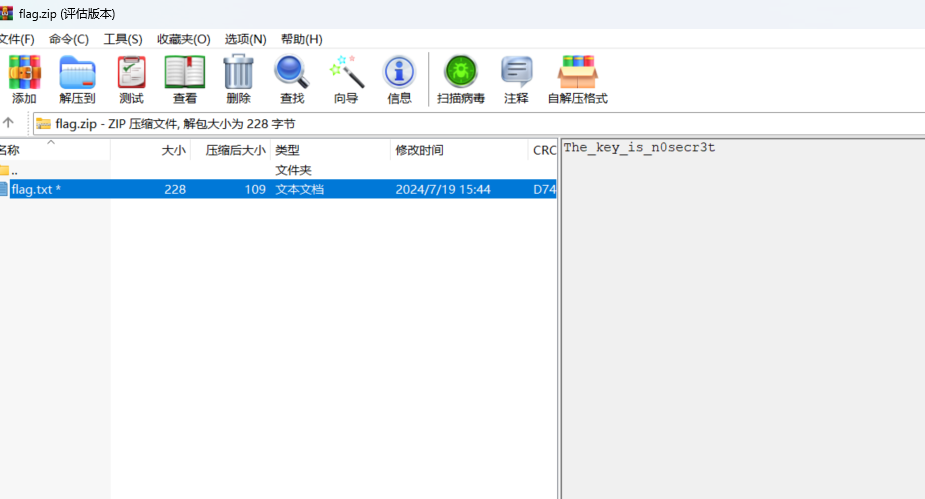 flag.zip (评估版本)
文件(F) 命令(C) 工具(S) 收藏夹(O) 选项(N) 帮助(H)
添加 解压到 测试 查看 删除 查找 向导 信息 扫描病毒 注释 自解压格式
flag.zip - ZIP 压缩文件, 解包大小为 228 字节
名称 大小 压缩后大小 类型 修改时间 CRC
.. 文件夹
flag.txt * 228 109 文本文档 2024/7/19 15:44 D74
The_key_is_n0secr3t